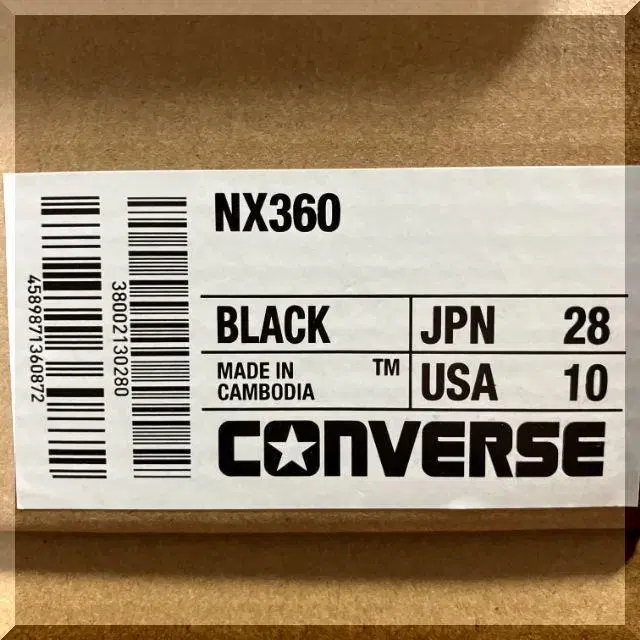 4589871360872
38002130280
NX360
BLACK
JPN 28
MADE IN
CAMBODIA
TM
USA 10
CONVERSE